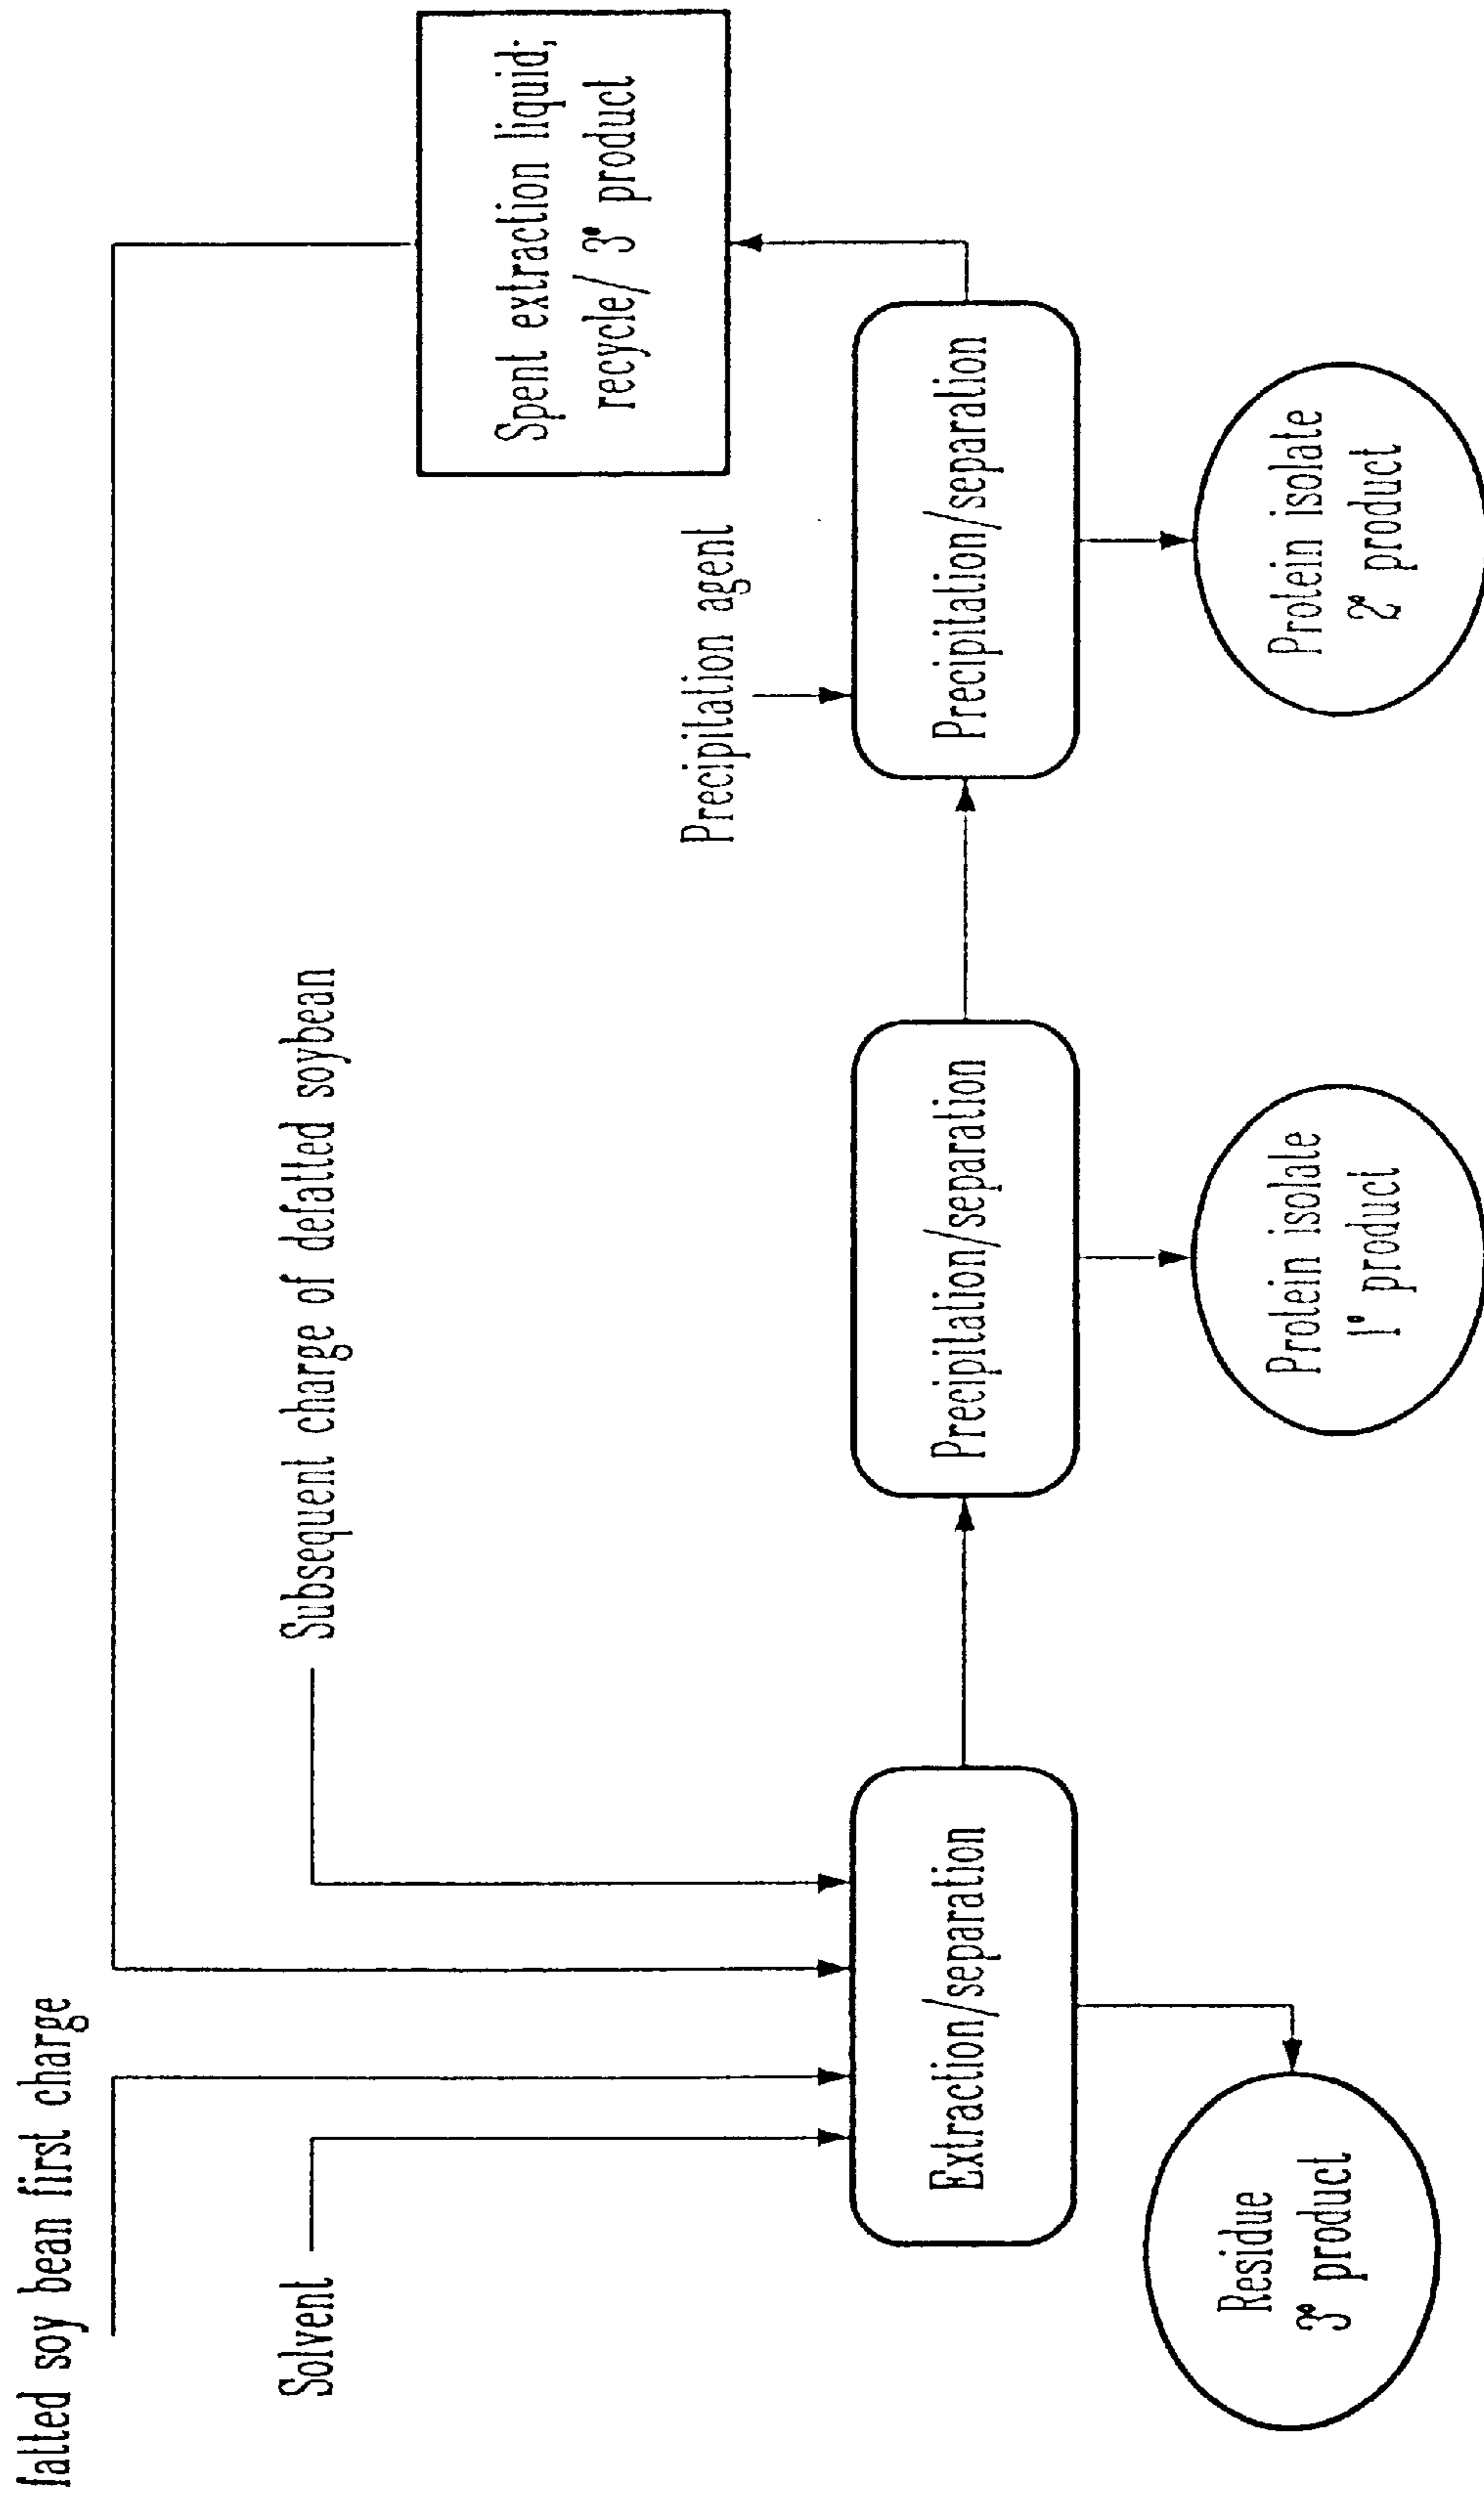 fatted soy bean first charge
Solvent
Subsequent charge of defatted soybean
Precipitation agent
Spent extraction liquid;
recycle/ 3° product
Extraction/separation
Precipitation/separation
Precipitation/separation
Residue
3° product
Protein isolate
1° product
Protein isolate
2° product